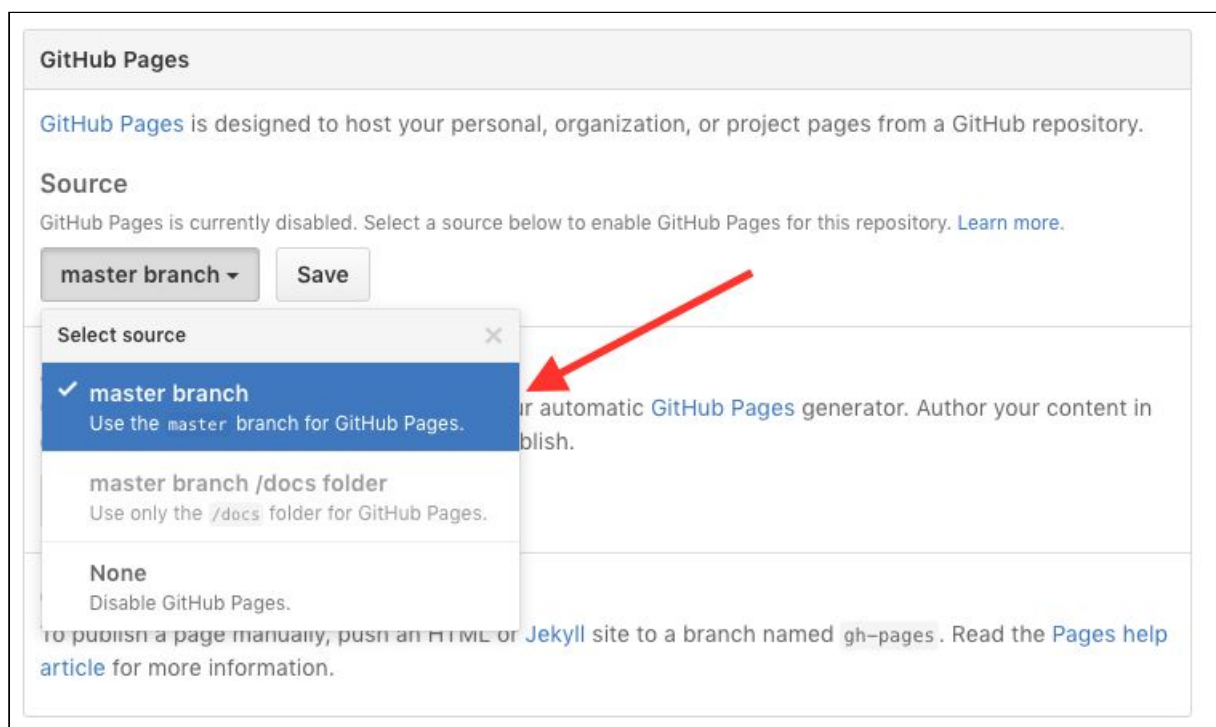 GitHub Pages
GitHub Pages is designed to host your personal, organization, or project pages from a GitHub repository.
Source
GitHub Pages is currently disabled. Select a source below to enable GitHub Pages for this repository. Learn more.
master branch Save
Select source
master branch
Use the master branch for GitHub Pages.
automatic GitHub Pages generator. Author your content in
master branch /docs folder
Use only the /docs folder for GitHub Pages.
None
Disable GitHub Pages.
To publish a page manually, push an HTML or Jekyll site to a branch named gh-pages. Read the Pages help
article for more information.